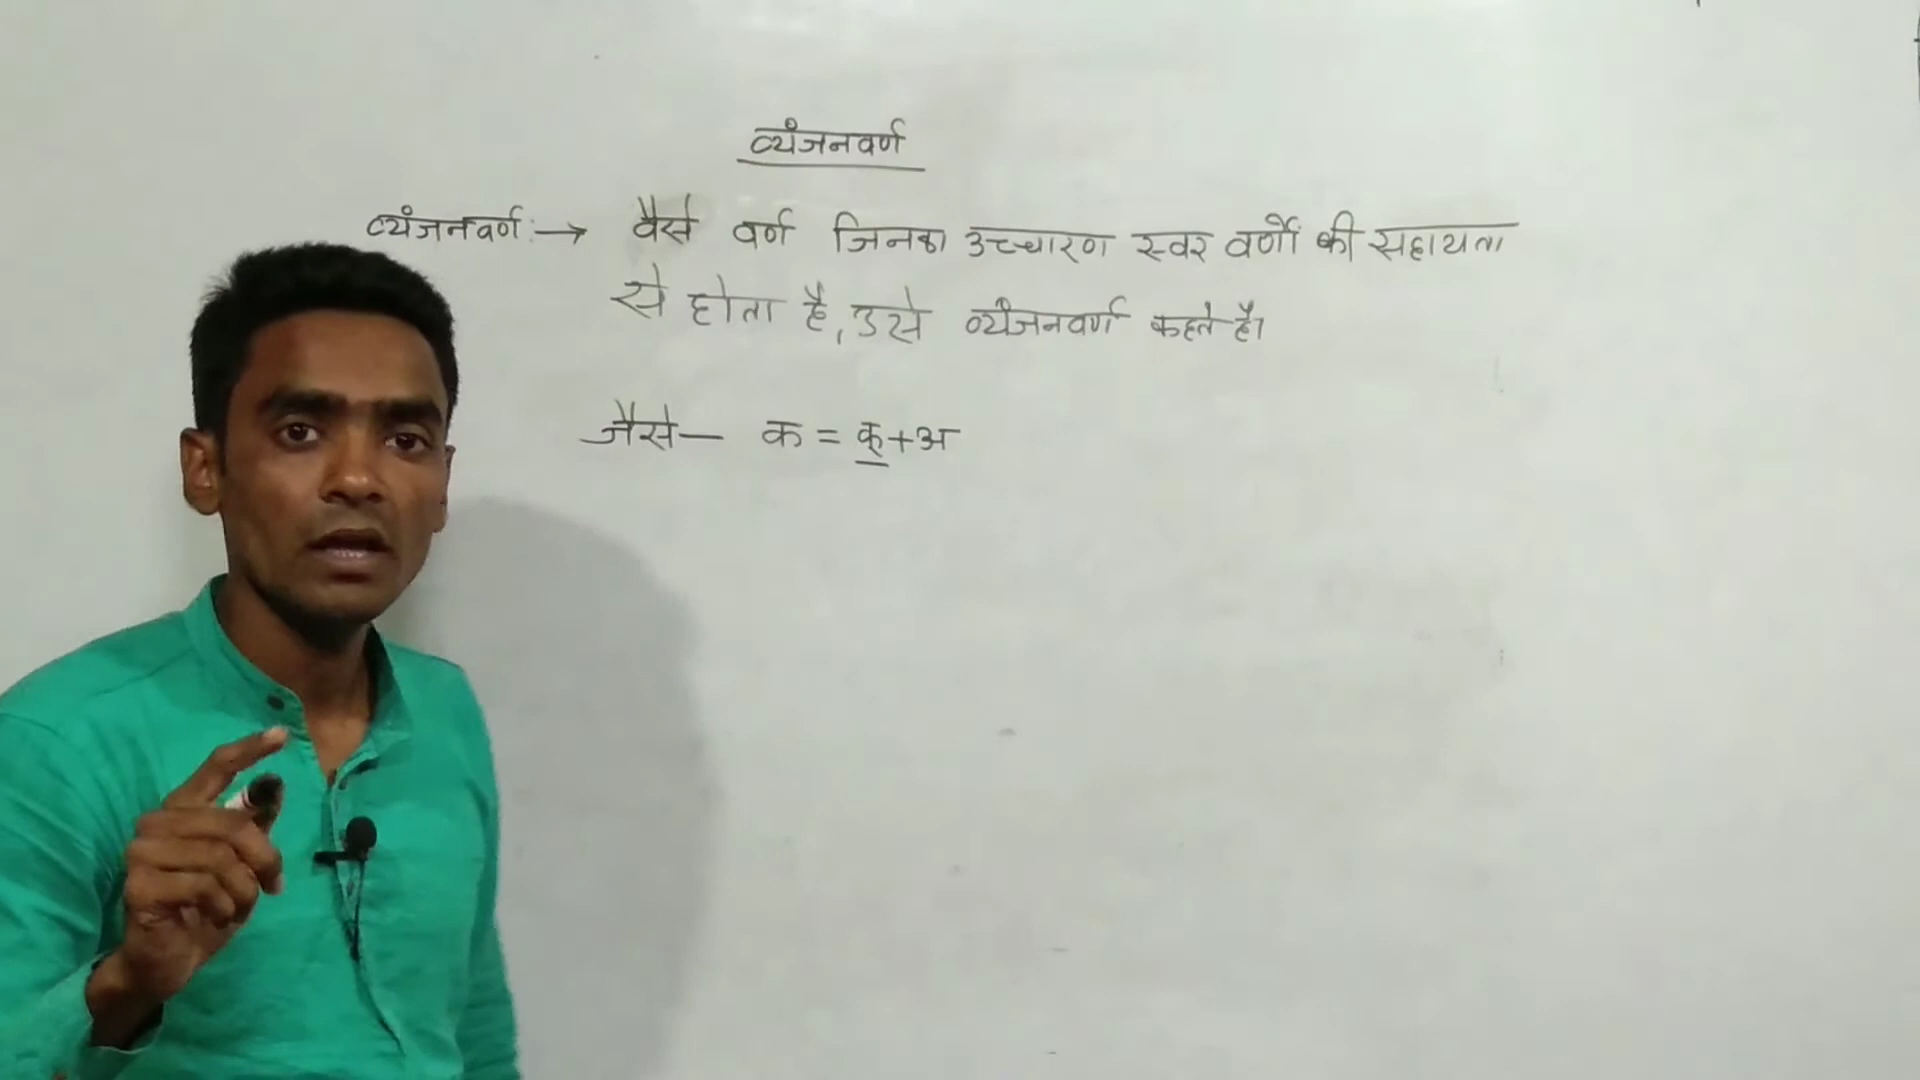 व्यंजनवर्ण
व्यंजनवर्ण :→ वैसे वर्ण जिनका उच्चारण स्वर वर्णों की सहायता
से होता है, उसे व्यंजनवर्ण कहते है।
जैसे— क = क्+अ